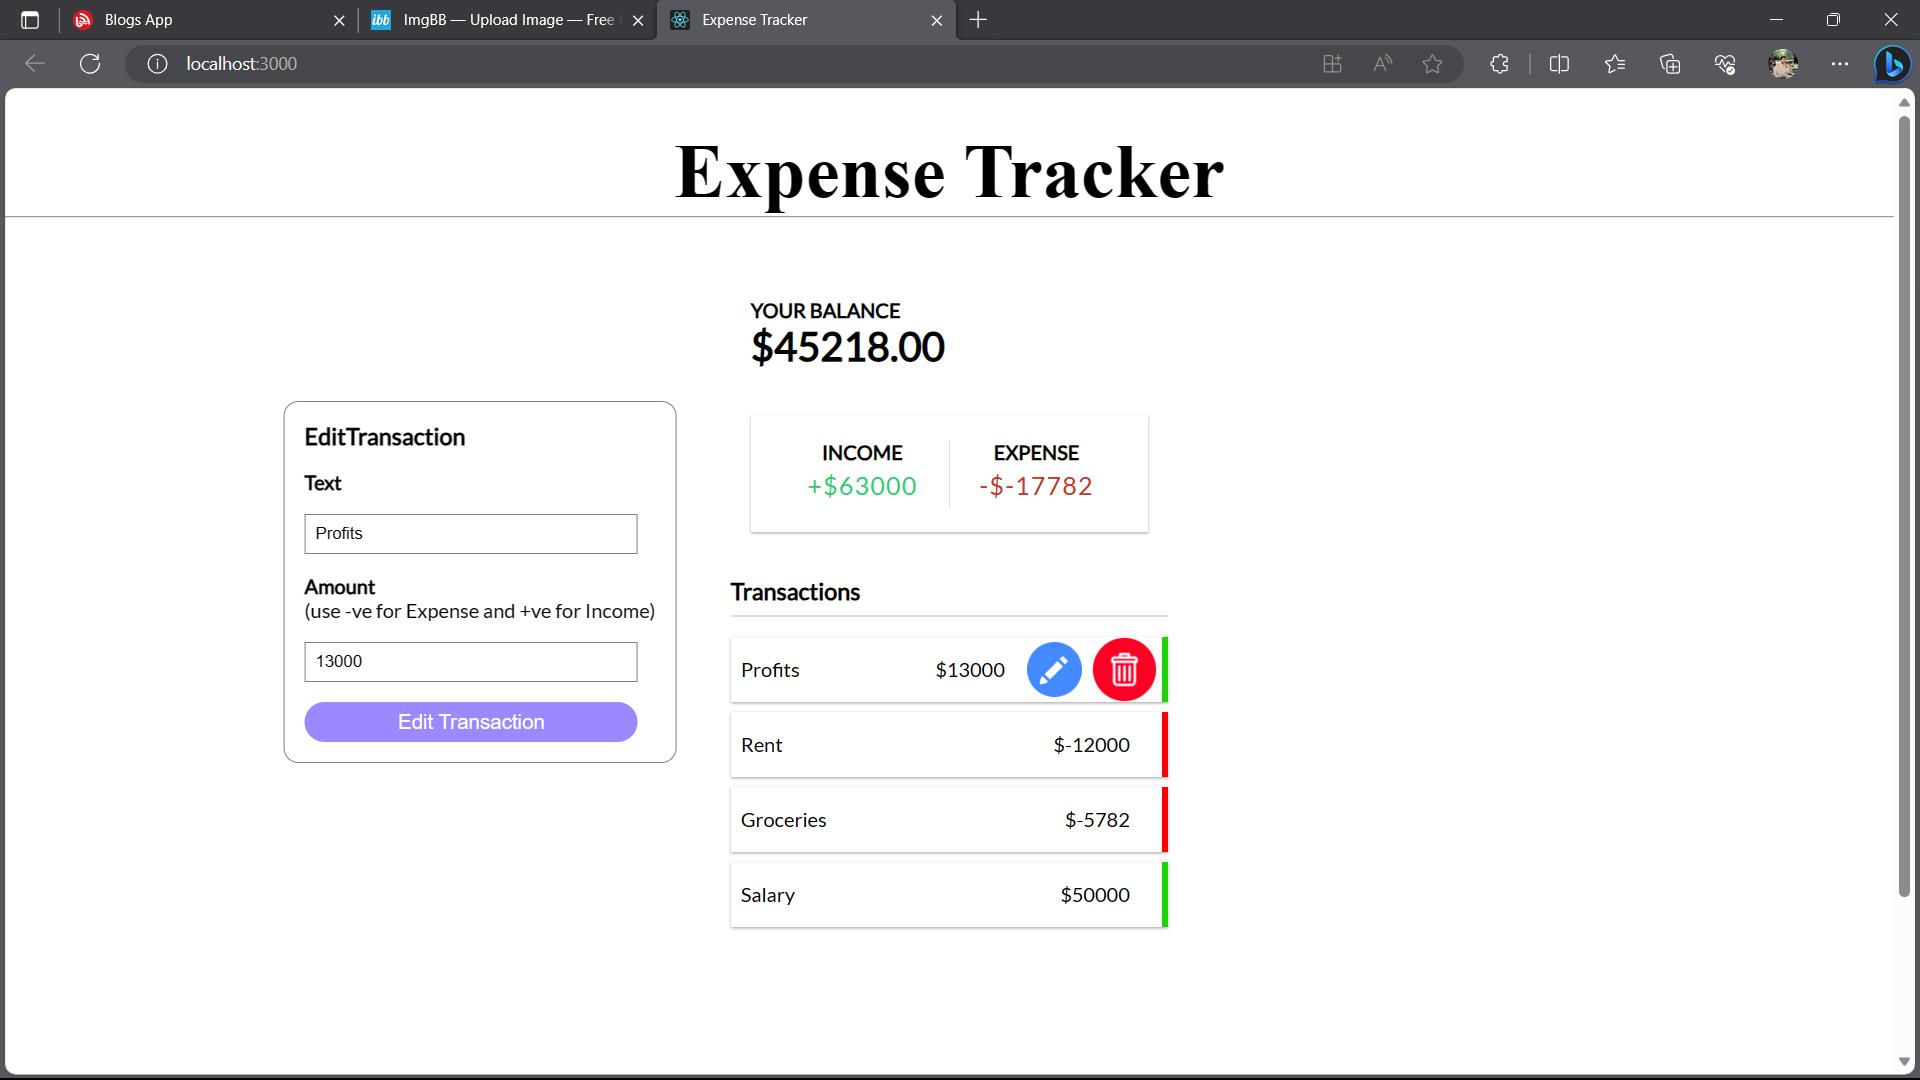 Blogs App
ImgBB — Upload Image — Free
Expense Tracker
localhost:3000
Expense Tracker
YOUR BALANCE
$45218.00
INCOME
EXPENSE
+$63000
-$-17782
EditTransaction
Text
Profits
Amount
(use -ve for Expense and +ve for Income)
13000
Edit Transaction
Transactions
Profits $13000
Rent $-12000
Groceries $-5782
Salary $50000